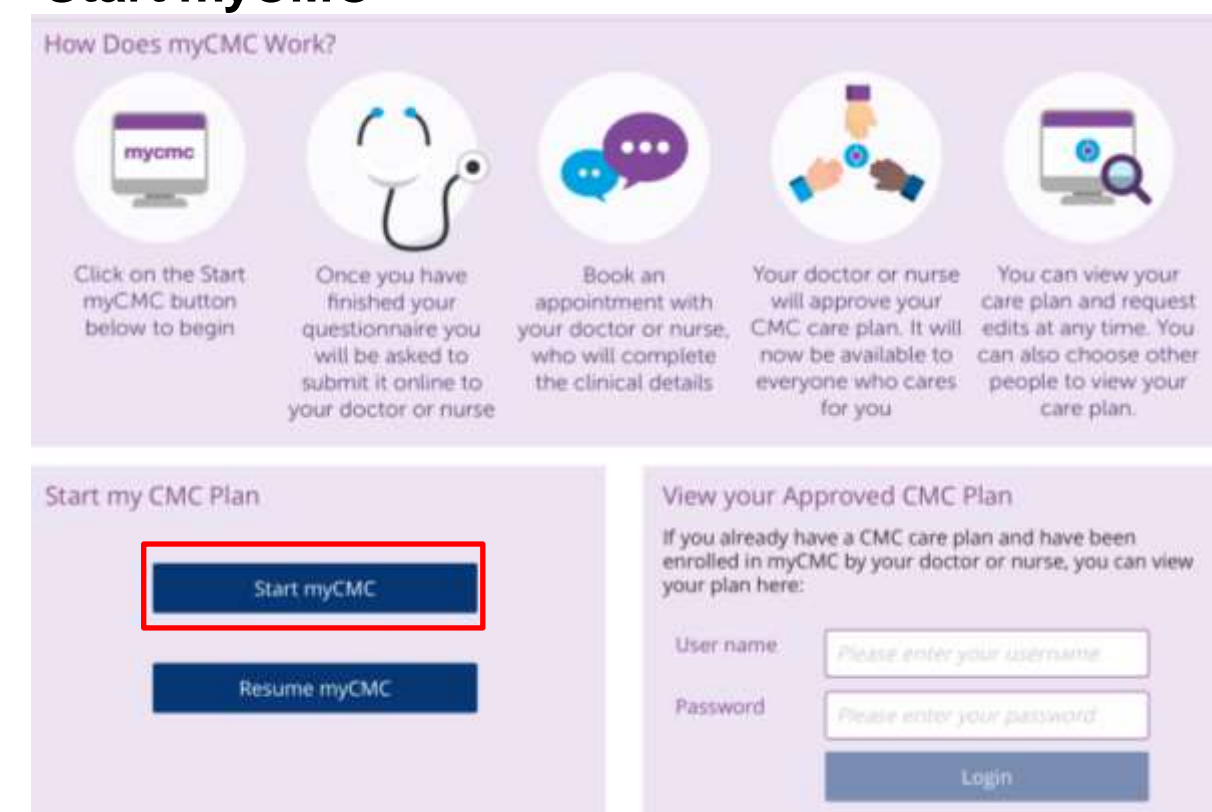 Start myCMC
How Does myCMC Work?
mycmc
Click on the Start
myCMC button
below to begin
Once you have
finished your
questionnaire you
will be asked to
submit it online to
your doctor or nurse
Book an
appointment with
your doctor or nurse,
who will complete
the clinical details
Your doctor or nurse
will approve your
CMC care plan. It will
now be available to
everyone who cares
for you
You can view your
care plan and request
edits at any time. You
can also choose other
people to view your
care plan.
Start my CMC Plan
Start myCMC
Resume myCMC
View your Approved CMC Plan
If you already have a CMC care plan and have been
enrolled in myCMC by your doctor or nurse, you can view
your plan here:
User name
Please enter your username
Password
Please enter your password
Login